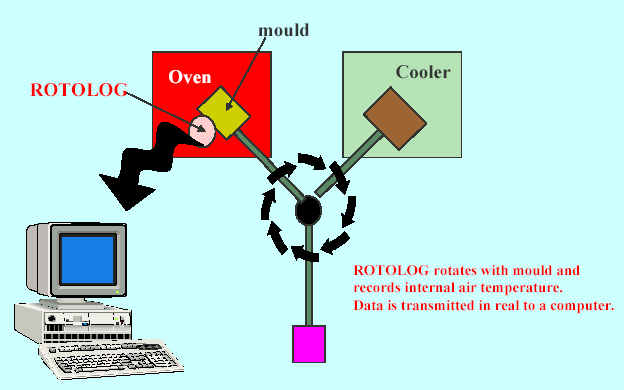 mould
Oven
Cooler
ROTOLOG
ROTOLOG rotates with mould and
records internal air temperature.
Data is transmitted in real to a computer.